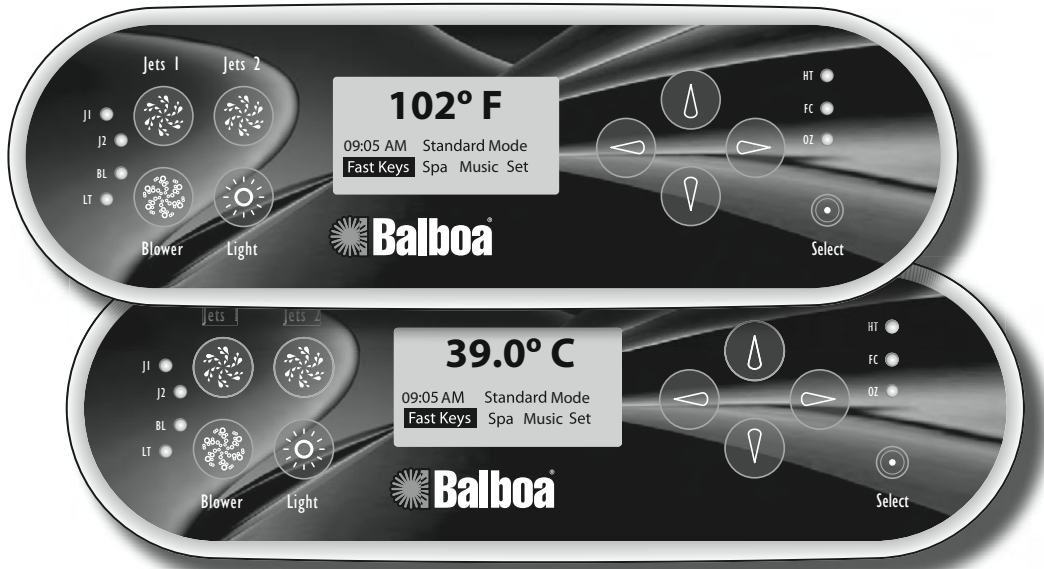 Jets 1 Jets 2
HT
102º F
FC
J1
J2
09:05 AM Standard Mode
OZ
Fast Keys Spa Music Set
BL
LT
Balboa
Blower Light
Select
Jets 1 Jets 2
HT
39.0º C
FC
J1
J2
09:05 AM Standard Mode
OZ
Fast Keys Spa Music Set
BL
LT
Balboa
Blower Light
Select